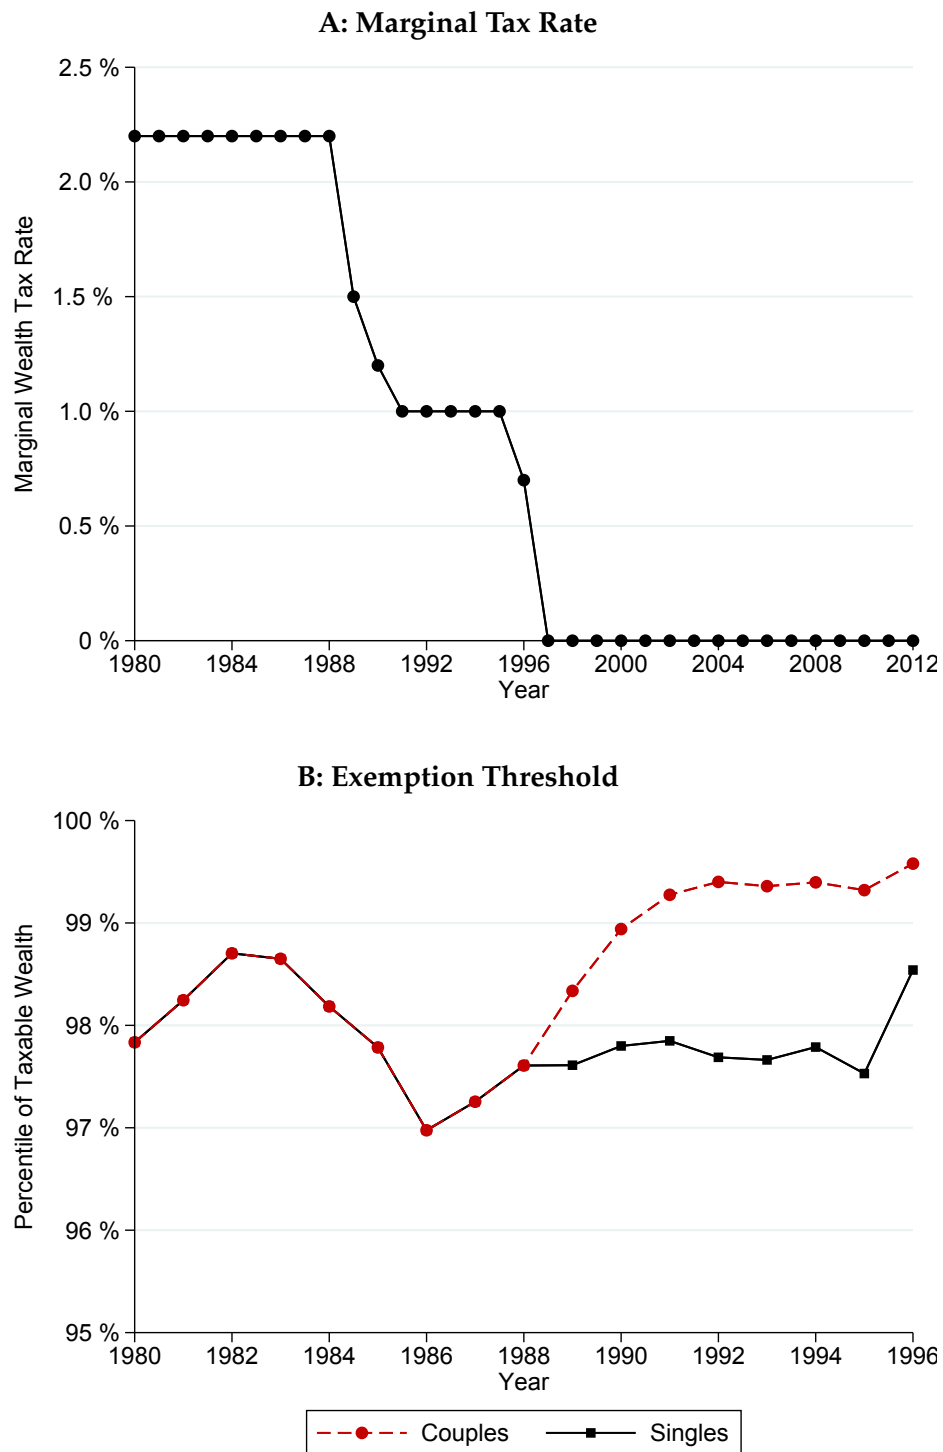 A: Marginal Tax Rate
2.5 %
2.0 %
1.5 %
1.0 %
0.5 %
0 %
Marginal Wealth Tax Rate
1980 1984 1988 1992 1996 2000 2004 2008 2012
Year
B: Exemption Threshold
100 %
99 %
98 %
97 %
96 %
95 %
Percentile of Taxable Wealth
1980 1982 1984 1986 1988 1990 1992 1994 1996
Year
Couples Singles